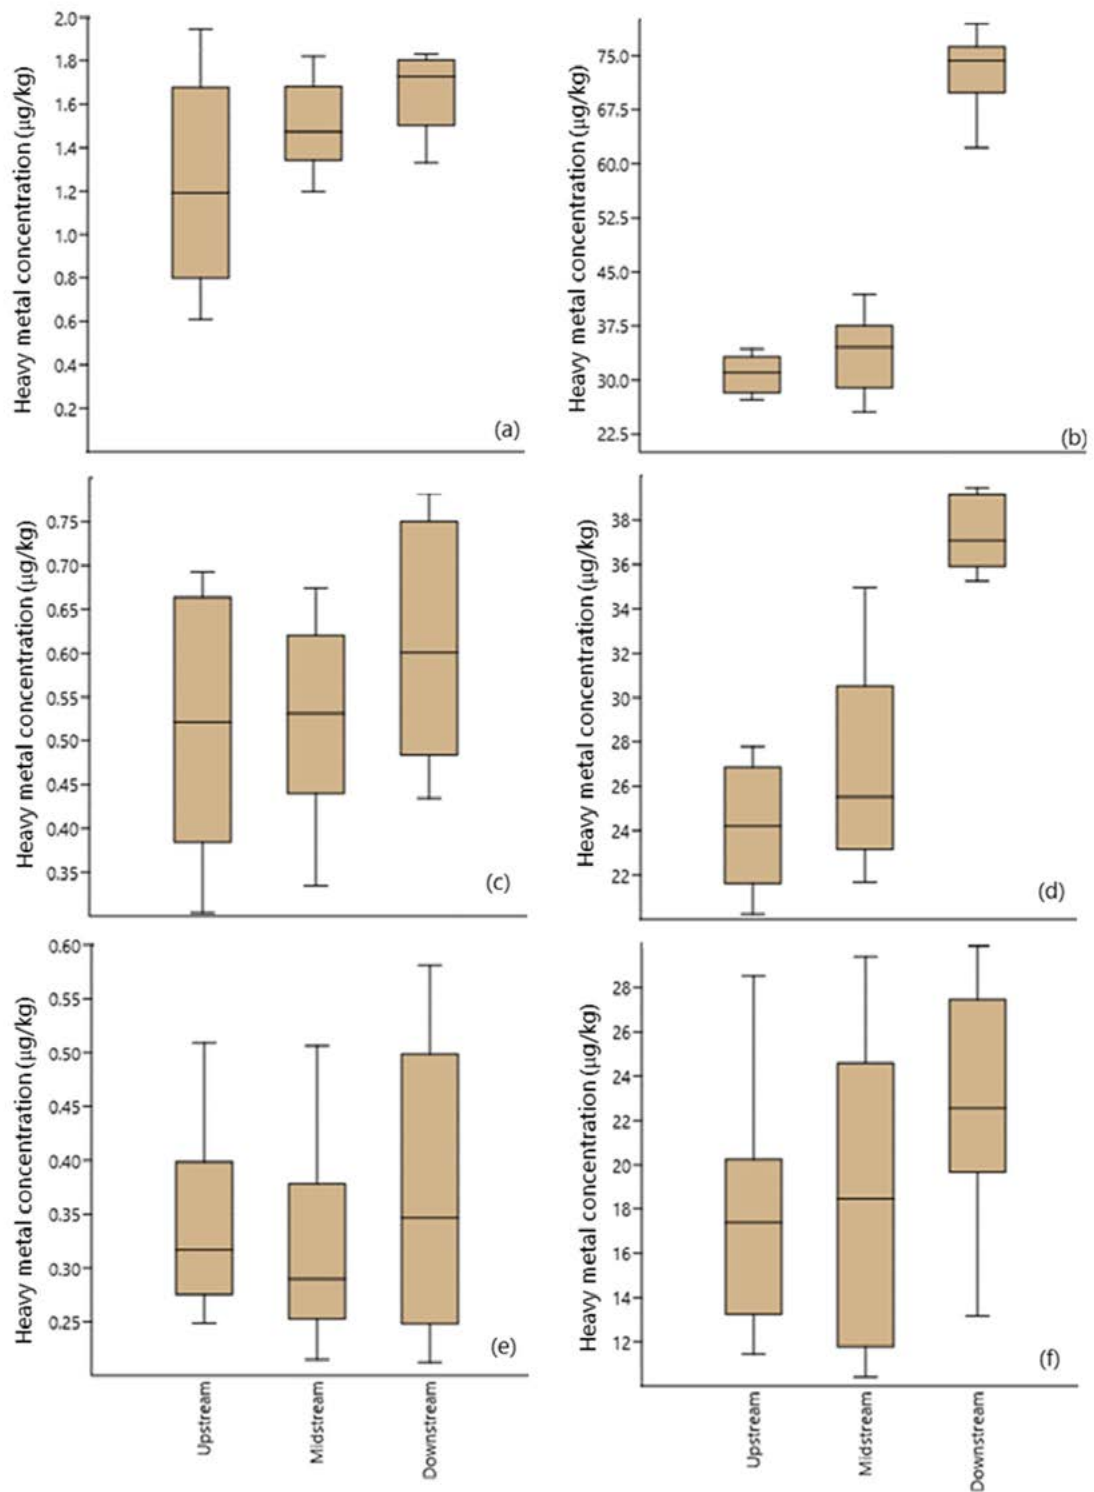 Heavy metal concentration (µg/kg)
2.0
1.8
1.6
1.4
1.2
1.0
0.8
0.6
0.4
0.2
(a)
Heavy metal concentration (µg/kg)
75.0
67.5
60.0
52.5
45.0
37.5
30.0
22.5
(b)
Heavy metal concentration (µg/kg)
0.75
0.70
0.65
0.60
0.55
0.50
0.45
0.40
0.35
(c)
Heavy metal concentration (µg/kg)
38
36
34
32
30
28
26
24
22
(d)
Heavy metal concentration (µg/kg)
0.60
0.55
0.50
0.45
0.40
0.35
0.30
0.25
(e)
Upstream
Midstream
Downstream
Heavy metal concentration (µg/kg)
28
26
24
22
20
18
16
14
12
(f)
Upstream
Midstream
Downstream